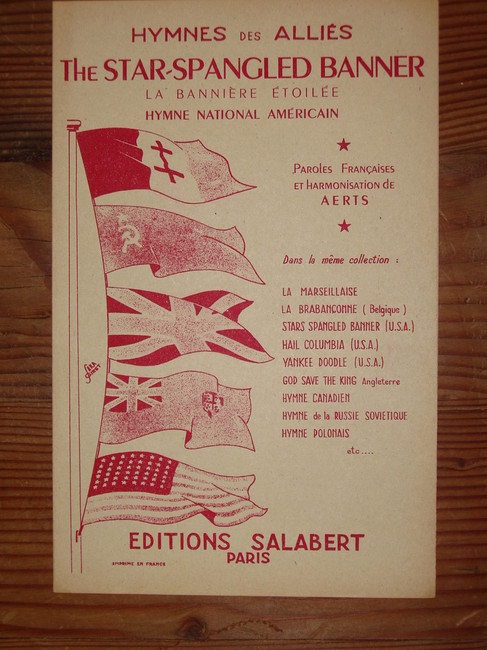 HYMNES DES ALLIÉS
THE STAR-SPANGLED BANNER
LA BANNIÈRE ÉTOILÉE
HYMNE NATIONAL AMÉRICAIN
PAROLES FRANÇAISES
ET HARMONISATION DE
AERTS
Dans la même collection :
LA MARSEILLAISE
LA BRABANÇONNE (Belgique)
STARS SPANGLED BANNER (U.S.A.)
HAIL COLUMBIA (U.S.A.)
YANKEE DOODLE (U.S.A.)
GOD SAVE THE KING Angleterre
HYMNE CANADIEN
HYMNE de la RUSSIE SOVIETIQUE
HYMNE POLONAIS
etc....
EDITIONS SALABERT
PARIS
IMPRIMÉ EN FRANCE